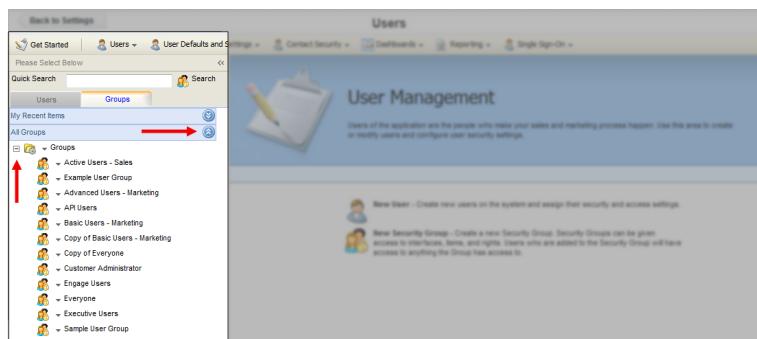 Back to Settings
Users
Get Started Users User Defaults and Settings Contact Security Dashboards Reporting Single Sign-On
Please Select Below
Quick Search Search
Users Groups
My Recent Items
All Groups
Groups
Active Users - Sales
Example User Group
Advanced Users - Marketing
API Users
Basic Users - Marketing
Copy of Basic Users - Marketing
Copy of Everyone
Customer Administrator
Engage Users
Everyone
Executive Users
Sample User Group
User Management
Users of the application are the people who make your sales and marketing process happen. Use this area to create
or modify users and configure user security settings.
New User - Create new users on the system and assign their security and access settings.
New Security Group - Create a new Security Group. Security Groups can be given
access to interfaces, items, and rights. Users who are added to the Security Group will have
access to anything the Group has access to.